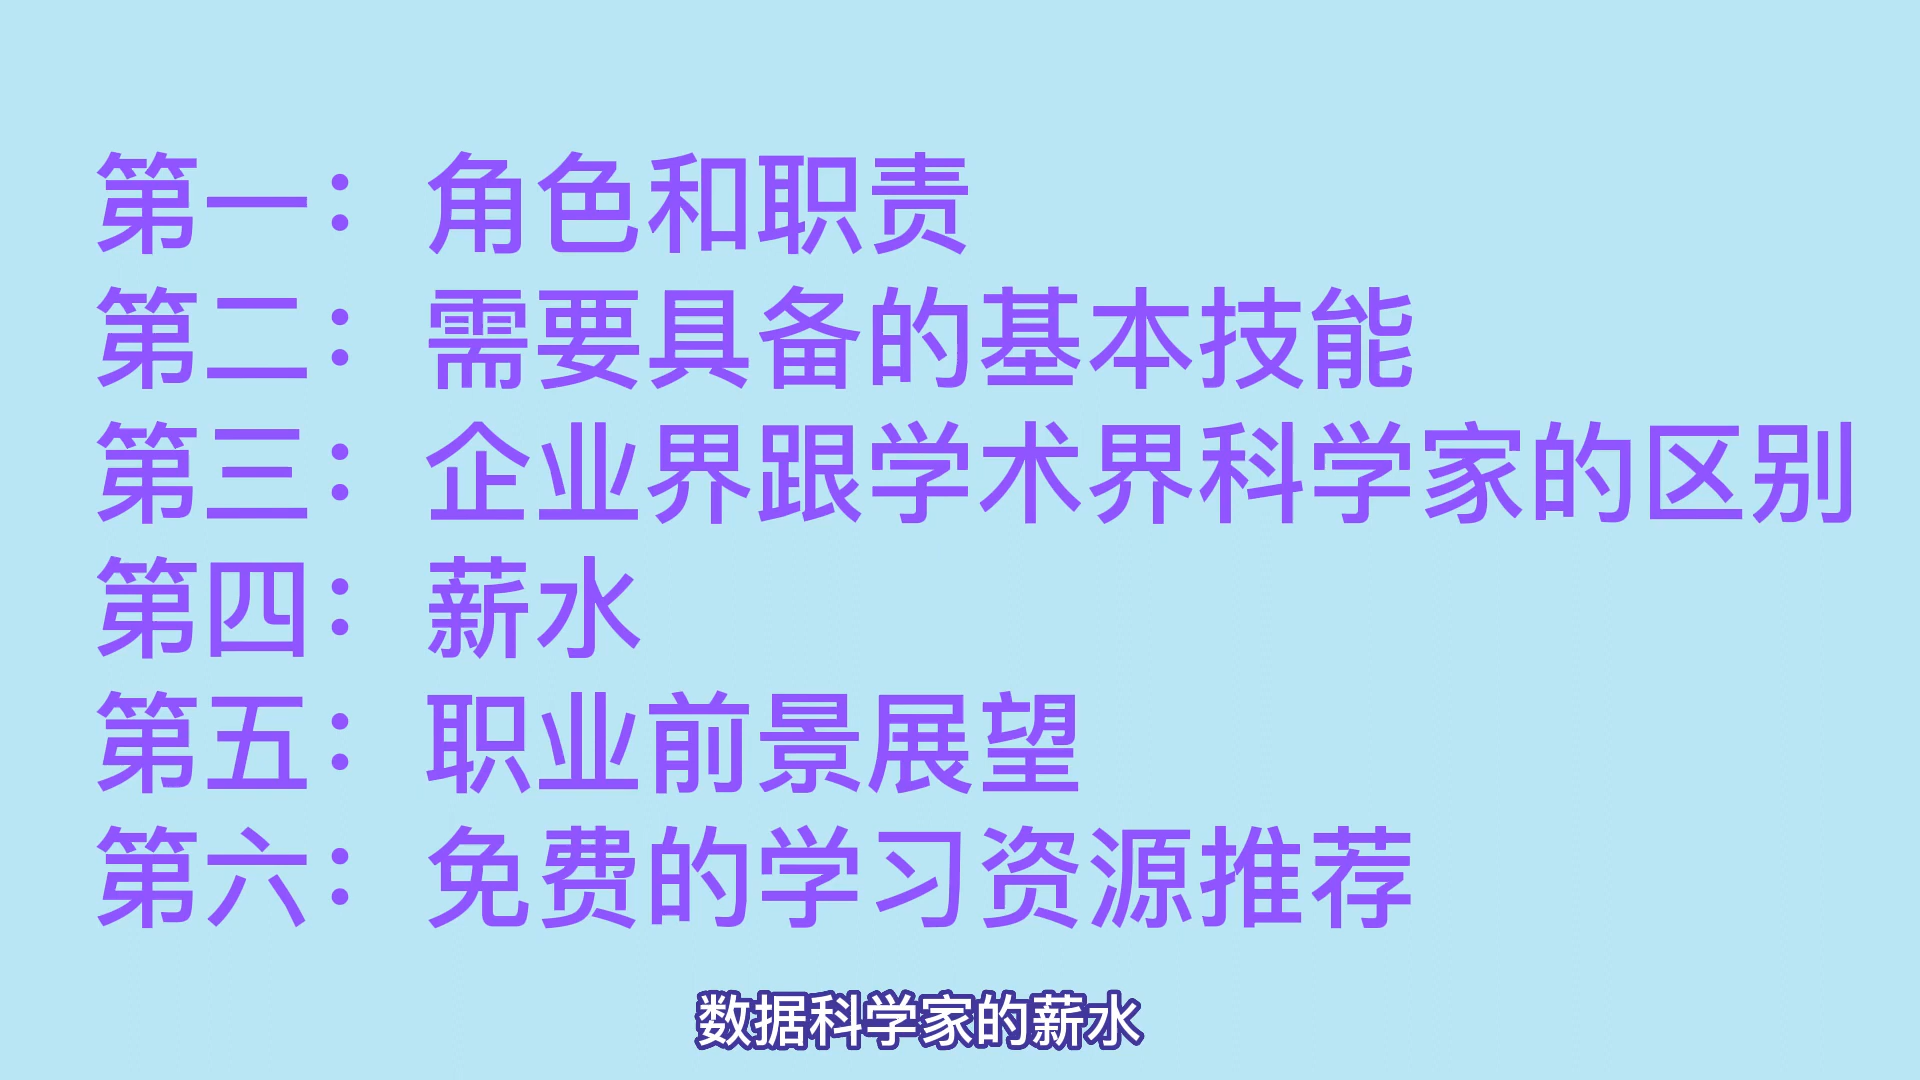 第一：角色和职责
第二：需要具备的基本技能
第三：企业界跟学术界科学家的区别
第四：薪水
第五：职业前景展望
第六：免费的学习资源推荐
数据科学家的薪水